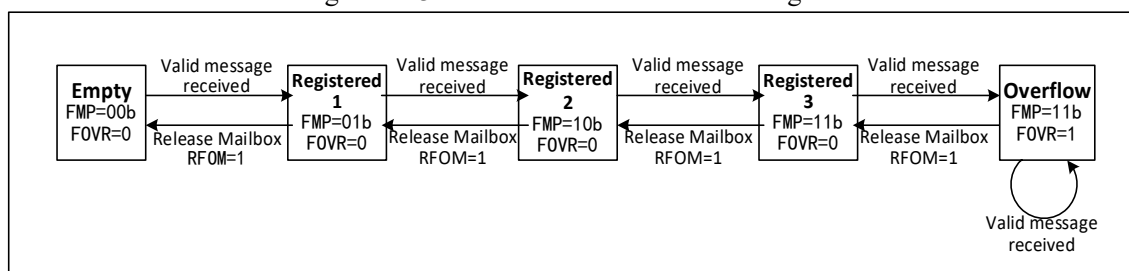 Empty
FMP=00b
FOVR=0
Valid message
received
Release Mailbox
RFOM=1
Registered
1
FMP=01b
FOVR=0
Valid message
received
Release Mailbox
RFOM=1
Registered
2
FMP=10b
FOVR=0
Valid message
received
Release Mailbox
RFOM=1
Registered
3
FMP=11b
FOVR=0
Valid message
received
Release Mailbox
RFOM=1
Overflow
FMP=11b
FOVR=1
Valid message
received